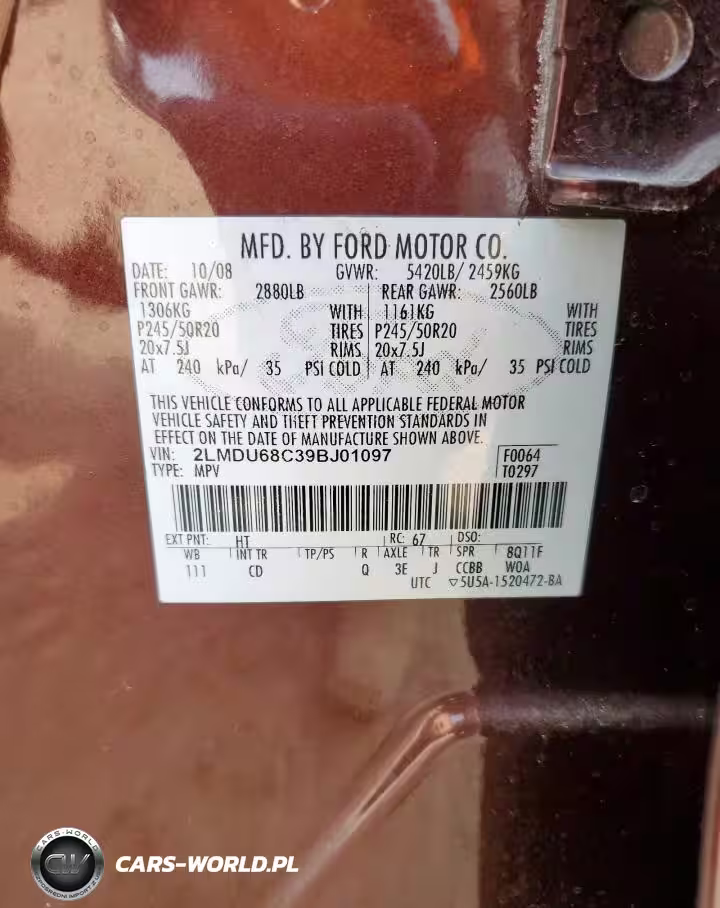 MFD. BY FORD MOTOR CO.
DATE: 10/08 GVWR: 5420LB/ 2459KG
FRONT GAWR: 2880LB REAR GAWR: 2560LB
1306KG WITH 1161KG WITH
P245/50R20 TIRES P245/50R20 TIRES
20x7.5J RIMS 20x7.5J RIMS
AT 240 kPa/ 35 PSI COLD AT 240 kPa/ 35 PSI COLD
THIS VEHICLE CONFORMS TO ALL APPLICABLE FEDERAL MOTOR
VEHICLE SAFETY AND THEFT PREVENTION STANDARDS IN
EFFECT ON THE DATE OF MANUFACTURE SHOWN ABOVE.
VIN: 2LMDU68C39BJ01097 F0064
TYPE: MPV T0297
EXT PNT: HT RC: 67 DSO:
WB INT TR TP/PS R AXLE TR SPR 8Q11F
111 CD Q 3E J CCBB WOA
UTC ▽5U5A-1520472-BA
CARS-WORLD
CW
CARS-WORLD.PL